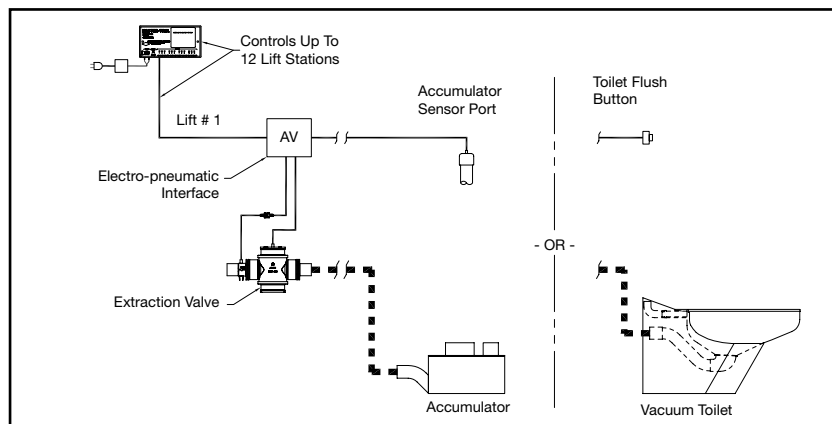 Controls Up To
12 Lift Stations
Accumulator
Sensor Port
Toilet Flush
Button
Lift # 1
AV
Electro-pneumatic
Interface
- OR -
Extraction Valve
Accumulator
Vacuum Toilet